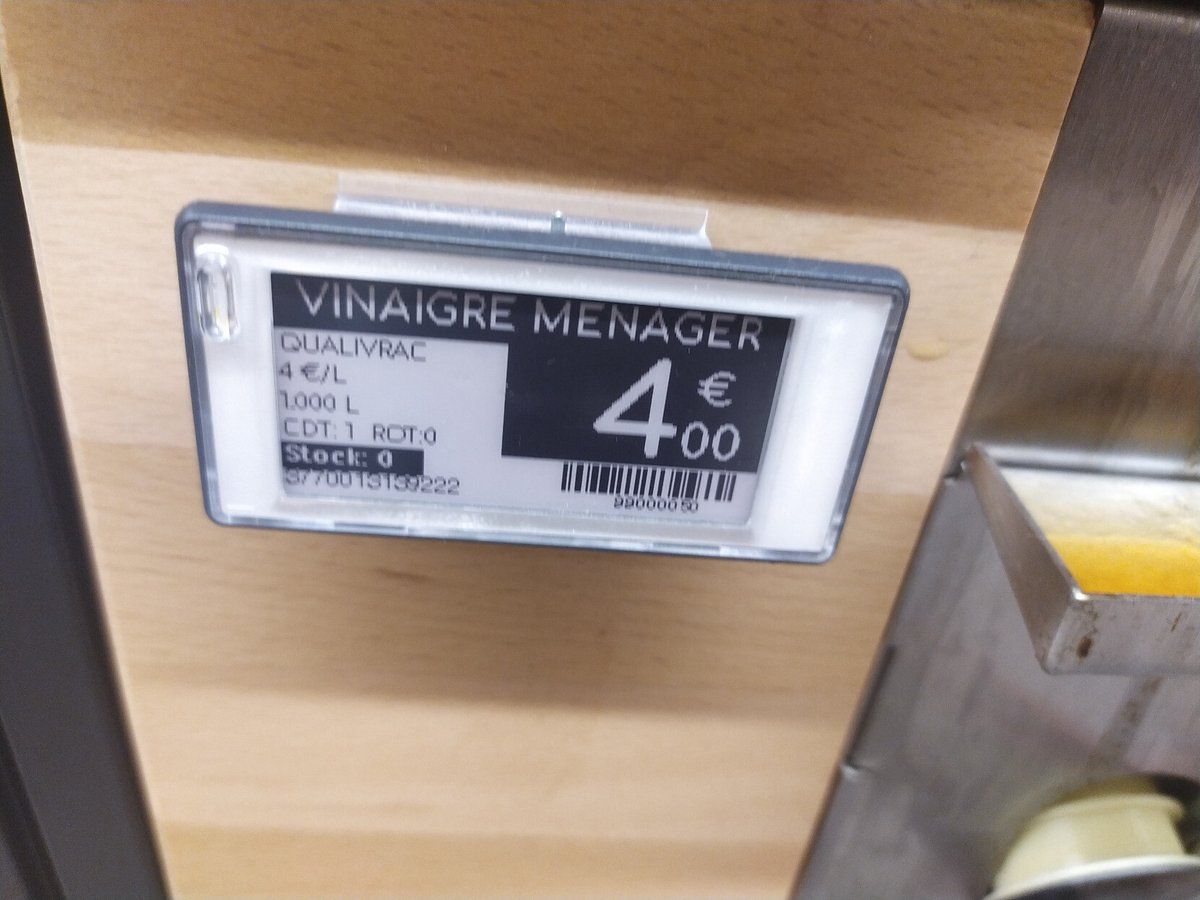 VINAIGRE MENAGER
QUALIVRAC
4 €/L
1.000 L
CDT: 1 ROT:0
Stock: 0
3770013139222
4 € 00
99000050